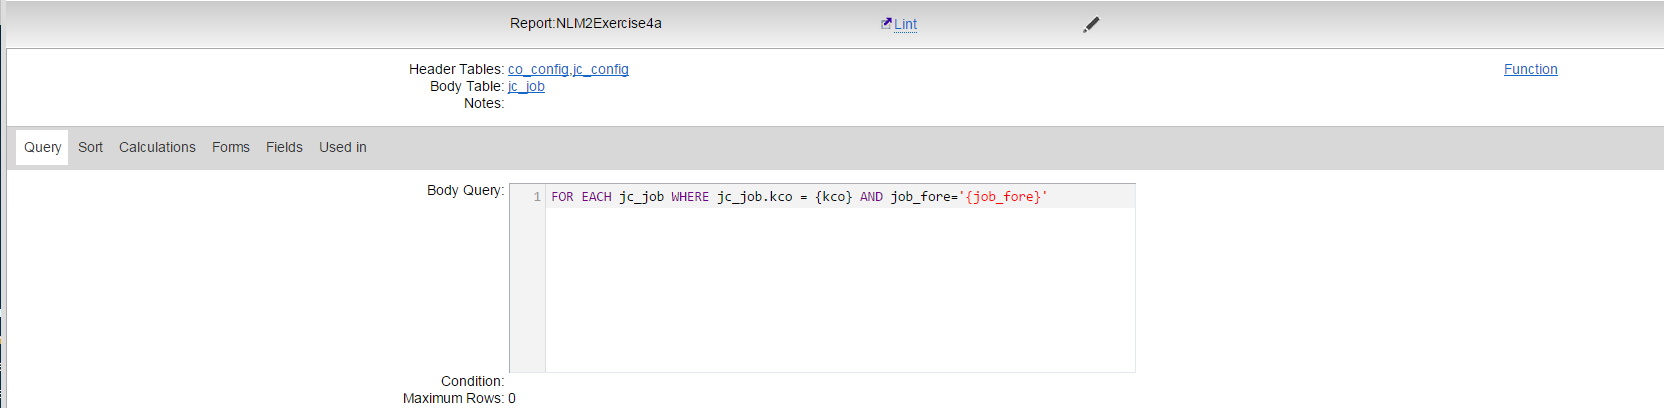 Report:NLM2Exercise4a Lint
Header Tables: co_config,jc_config Function
Body Table: jc_job
Notes:
Query Sort Calculations Forms Fields Used in
Body Query: 1 FOR EACH jc_job WHERE jc_job.kco = {kco} AND job_fore='{job_fore}'
Condition:
Maximum Rows: 0